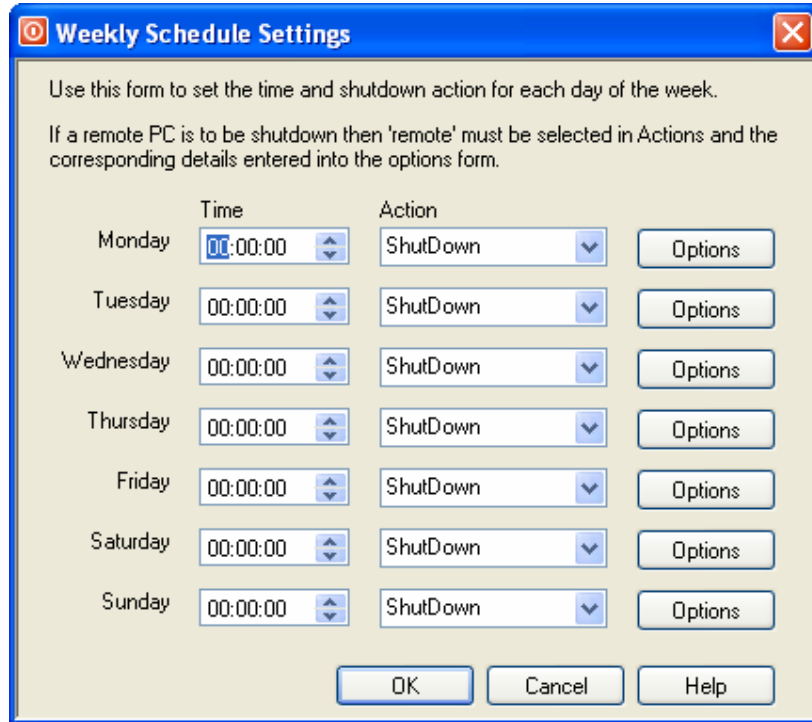 Weekly Schedule Settings
Use this form to set the time and shutdown action for each day of the week.
If a remote PC is to be shutdown then 'remote' must be selected in Actions and the
corresponding details entered into the options form.
Time Action
Monday 00:00:00 ShutDown Options
Tuesday 00:00:00 ShutDown Options
Wednesday 00:00:00 ShutDown Options
Thursday 00:00:00 ShutDown Options
Friday 00:00:00 ShutDown Options
Saturday 00:00:00 ShutDown Options
Sunday 00:00:00 ShutDown Options
OK Cancel Help